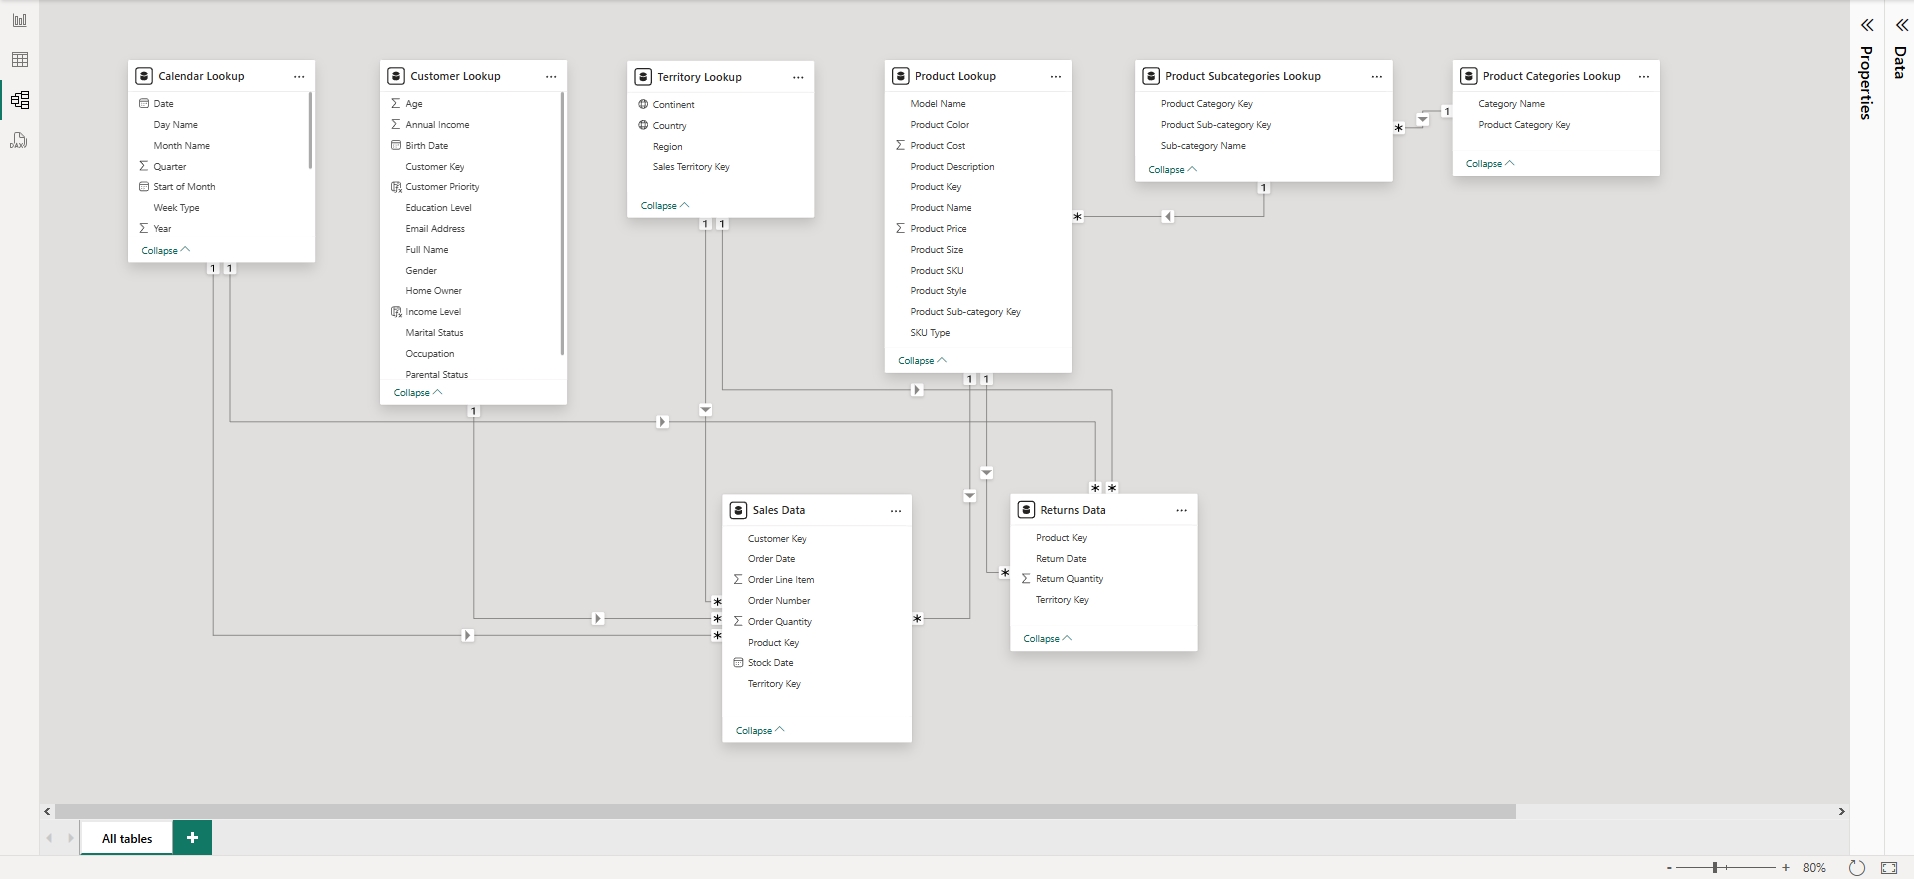 Calendar Lookup
Date
Day Name
Month Name
Quarter
Start of Month
Week Type
Year
Collapse
Customer Lookup
Age
Annual Income
Birth Date
Customer Key
Customer Priority
Education Level
Email Address
Full Name
Gender
Home Owner
Income Level
Marital Status
Occupation
Parental Status
Collapse
Territory Lookup
Continent
Country
Region
Sales Territory Key
Collapse
Product Lookup
Model Name
Product Color
Product Cost
Product Description
Product Key
Product Name
Product Price
Product Size
Product SKU
Product Style
Product Sub-category Key
SKU Type
Collapse
Product Subcategories Lookup
Product Category Key
Product Sub-category Key
Sub-category Name
Collapse
Product Categories Lookup
Category Name
Product Category Key
Collapse
1
*
1
*
1 1
1
1 1
1 1
* *
*
*
*
*
*
Sales Data
Customer Key
Order Date
Order Line Item
Order Number
Order Quantity
Product Key
Stock Date
Territory Key
Collapse
Returns Data
Product Key
Return Date
Return Quantity
Territory Key
Collapse
Properties
Data
DAX
All tables
+
- + 80%